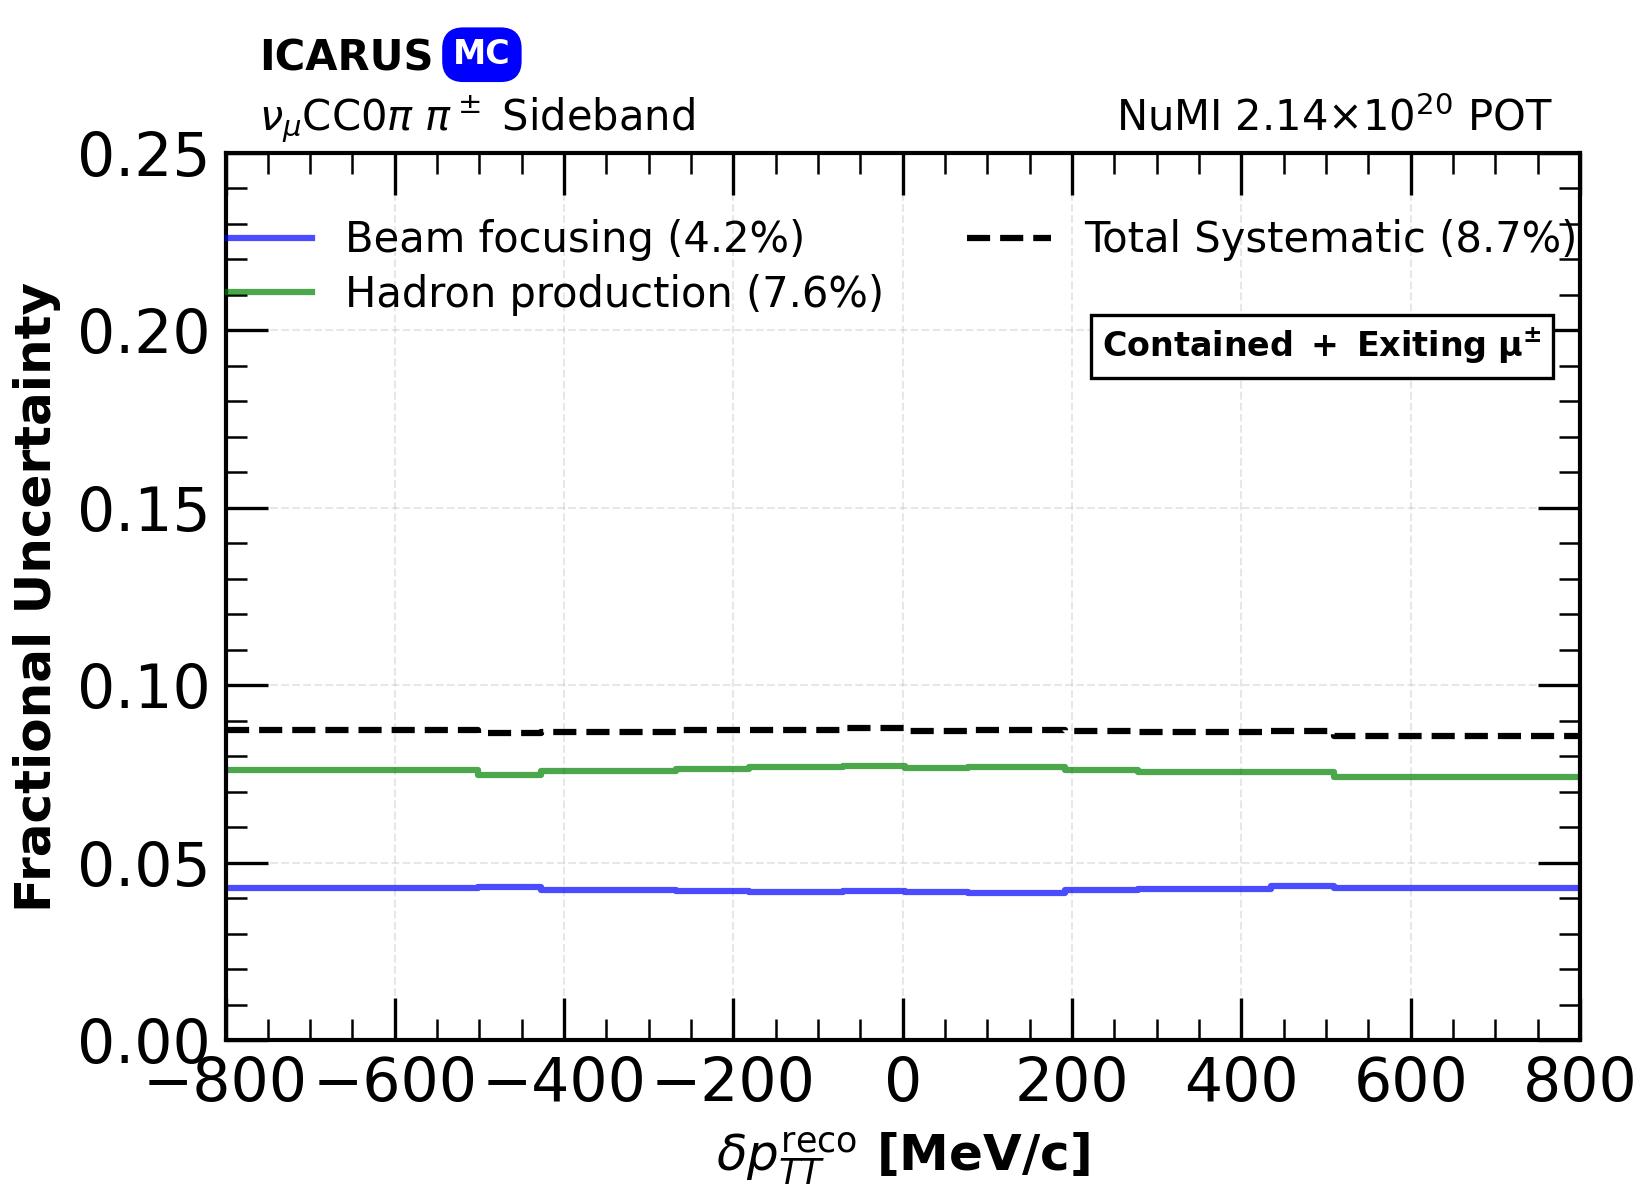 ICARUS MC
νμCC0π π± Sideband NuMI 2.14×10²⁰ POT
Beam focusing (4.2%) Total Systematic (8.7%)
Hadron production (7.6%)
Contained + Exiting μ±
Fractional Uncertainty
0.25
0.20
0.15
0.10
0.05
0.00
−800 −600 −400 −200 0 200 400 600 800
δp_TT^reco [MeV/c]